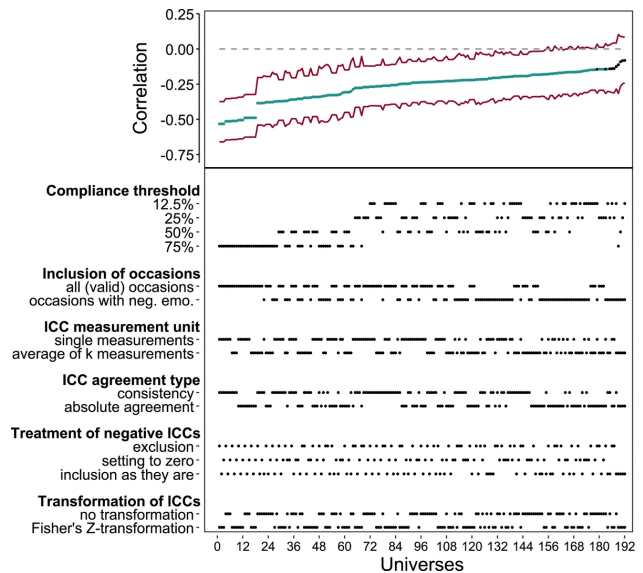 0.25
0.00
-0.25
-0.50
-0.75
Correlation
Compliance threshold
12.5%
25%
50%
75%
Inclusion of occasions
all (valid) occasions
occasions with neg. emo.
ICC measurement unit
single measurements
average of k measurements
ICC agreement type
consistency
absolute agreement
Treatment of negative ICCs
exclusion
setting to zero
inclusion as they are
Transformation of ICCs
no transformation
Fisher's Z-transformation
0 12 24 36 48 60 72 84 96 108 120 132 144 156 168 180 192
Universes